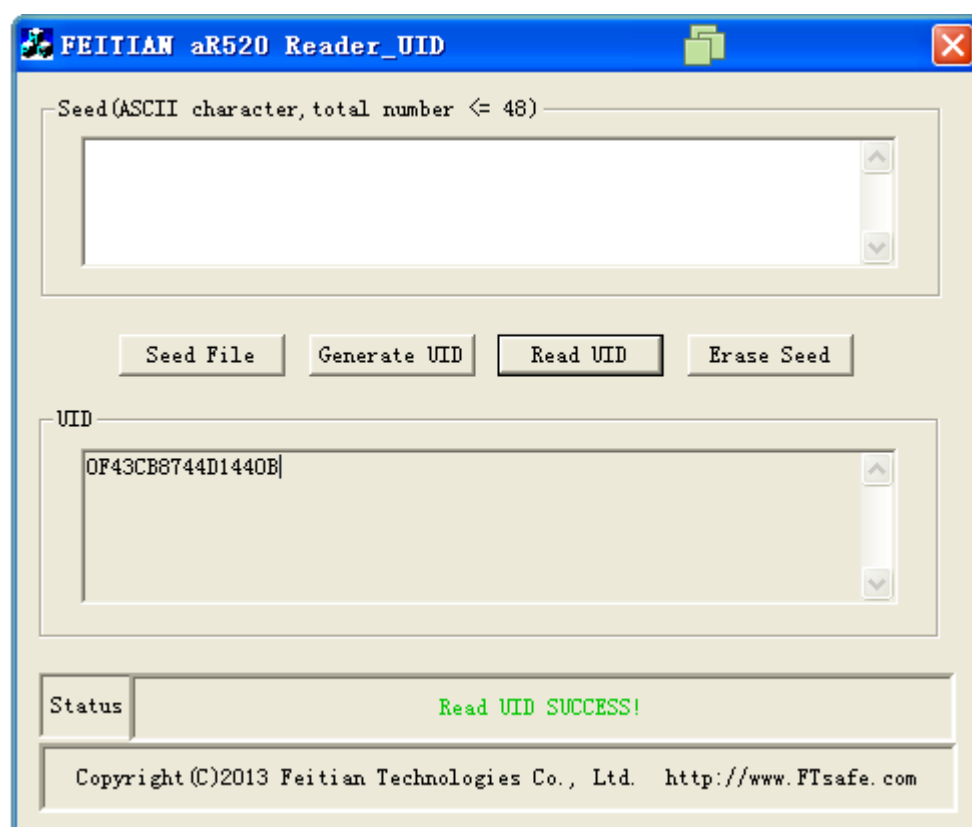 FEITIAN aR520 Reader_UID
Seed(ASCII character, total number <= 48)
Seed File Generate UID Read UID Erase Seed
UID
0F43CB8744D1440B
Status Read UID SUCCESS!
Copyright(C)2013 Feitian Technologies Co., Ltd. http://www.FTsafe.com